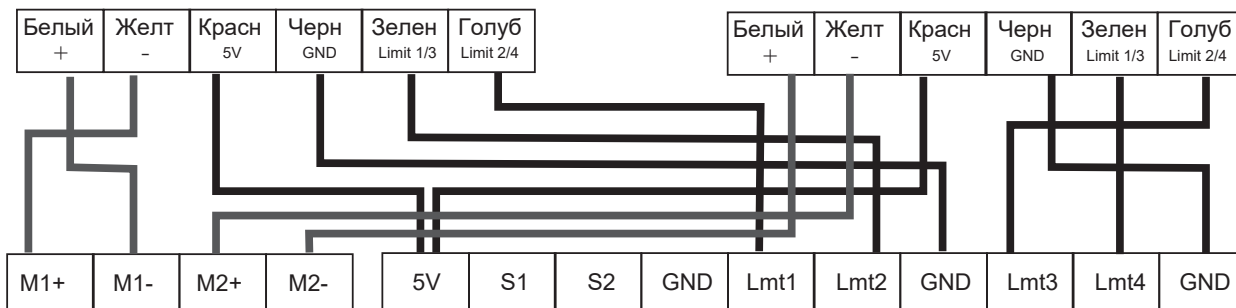 Белый Желт Красн Черн Зелен Голуб
+ - 5V GND Limit 1/3 Limit 2/4
Белый Желт Красн Черн Зелен Голуб
+ - 5V GND Limit 1/3 Limit 2/4
M1+ M1- M2+ M2- 5V S1 S2 GND Lmt1 Lmt2 GND Lmt3 Lmt4 GND